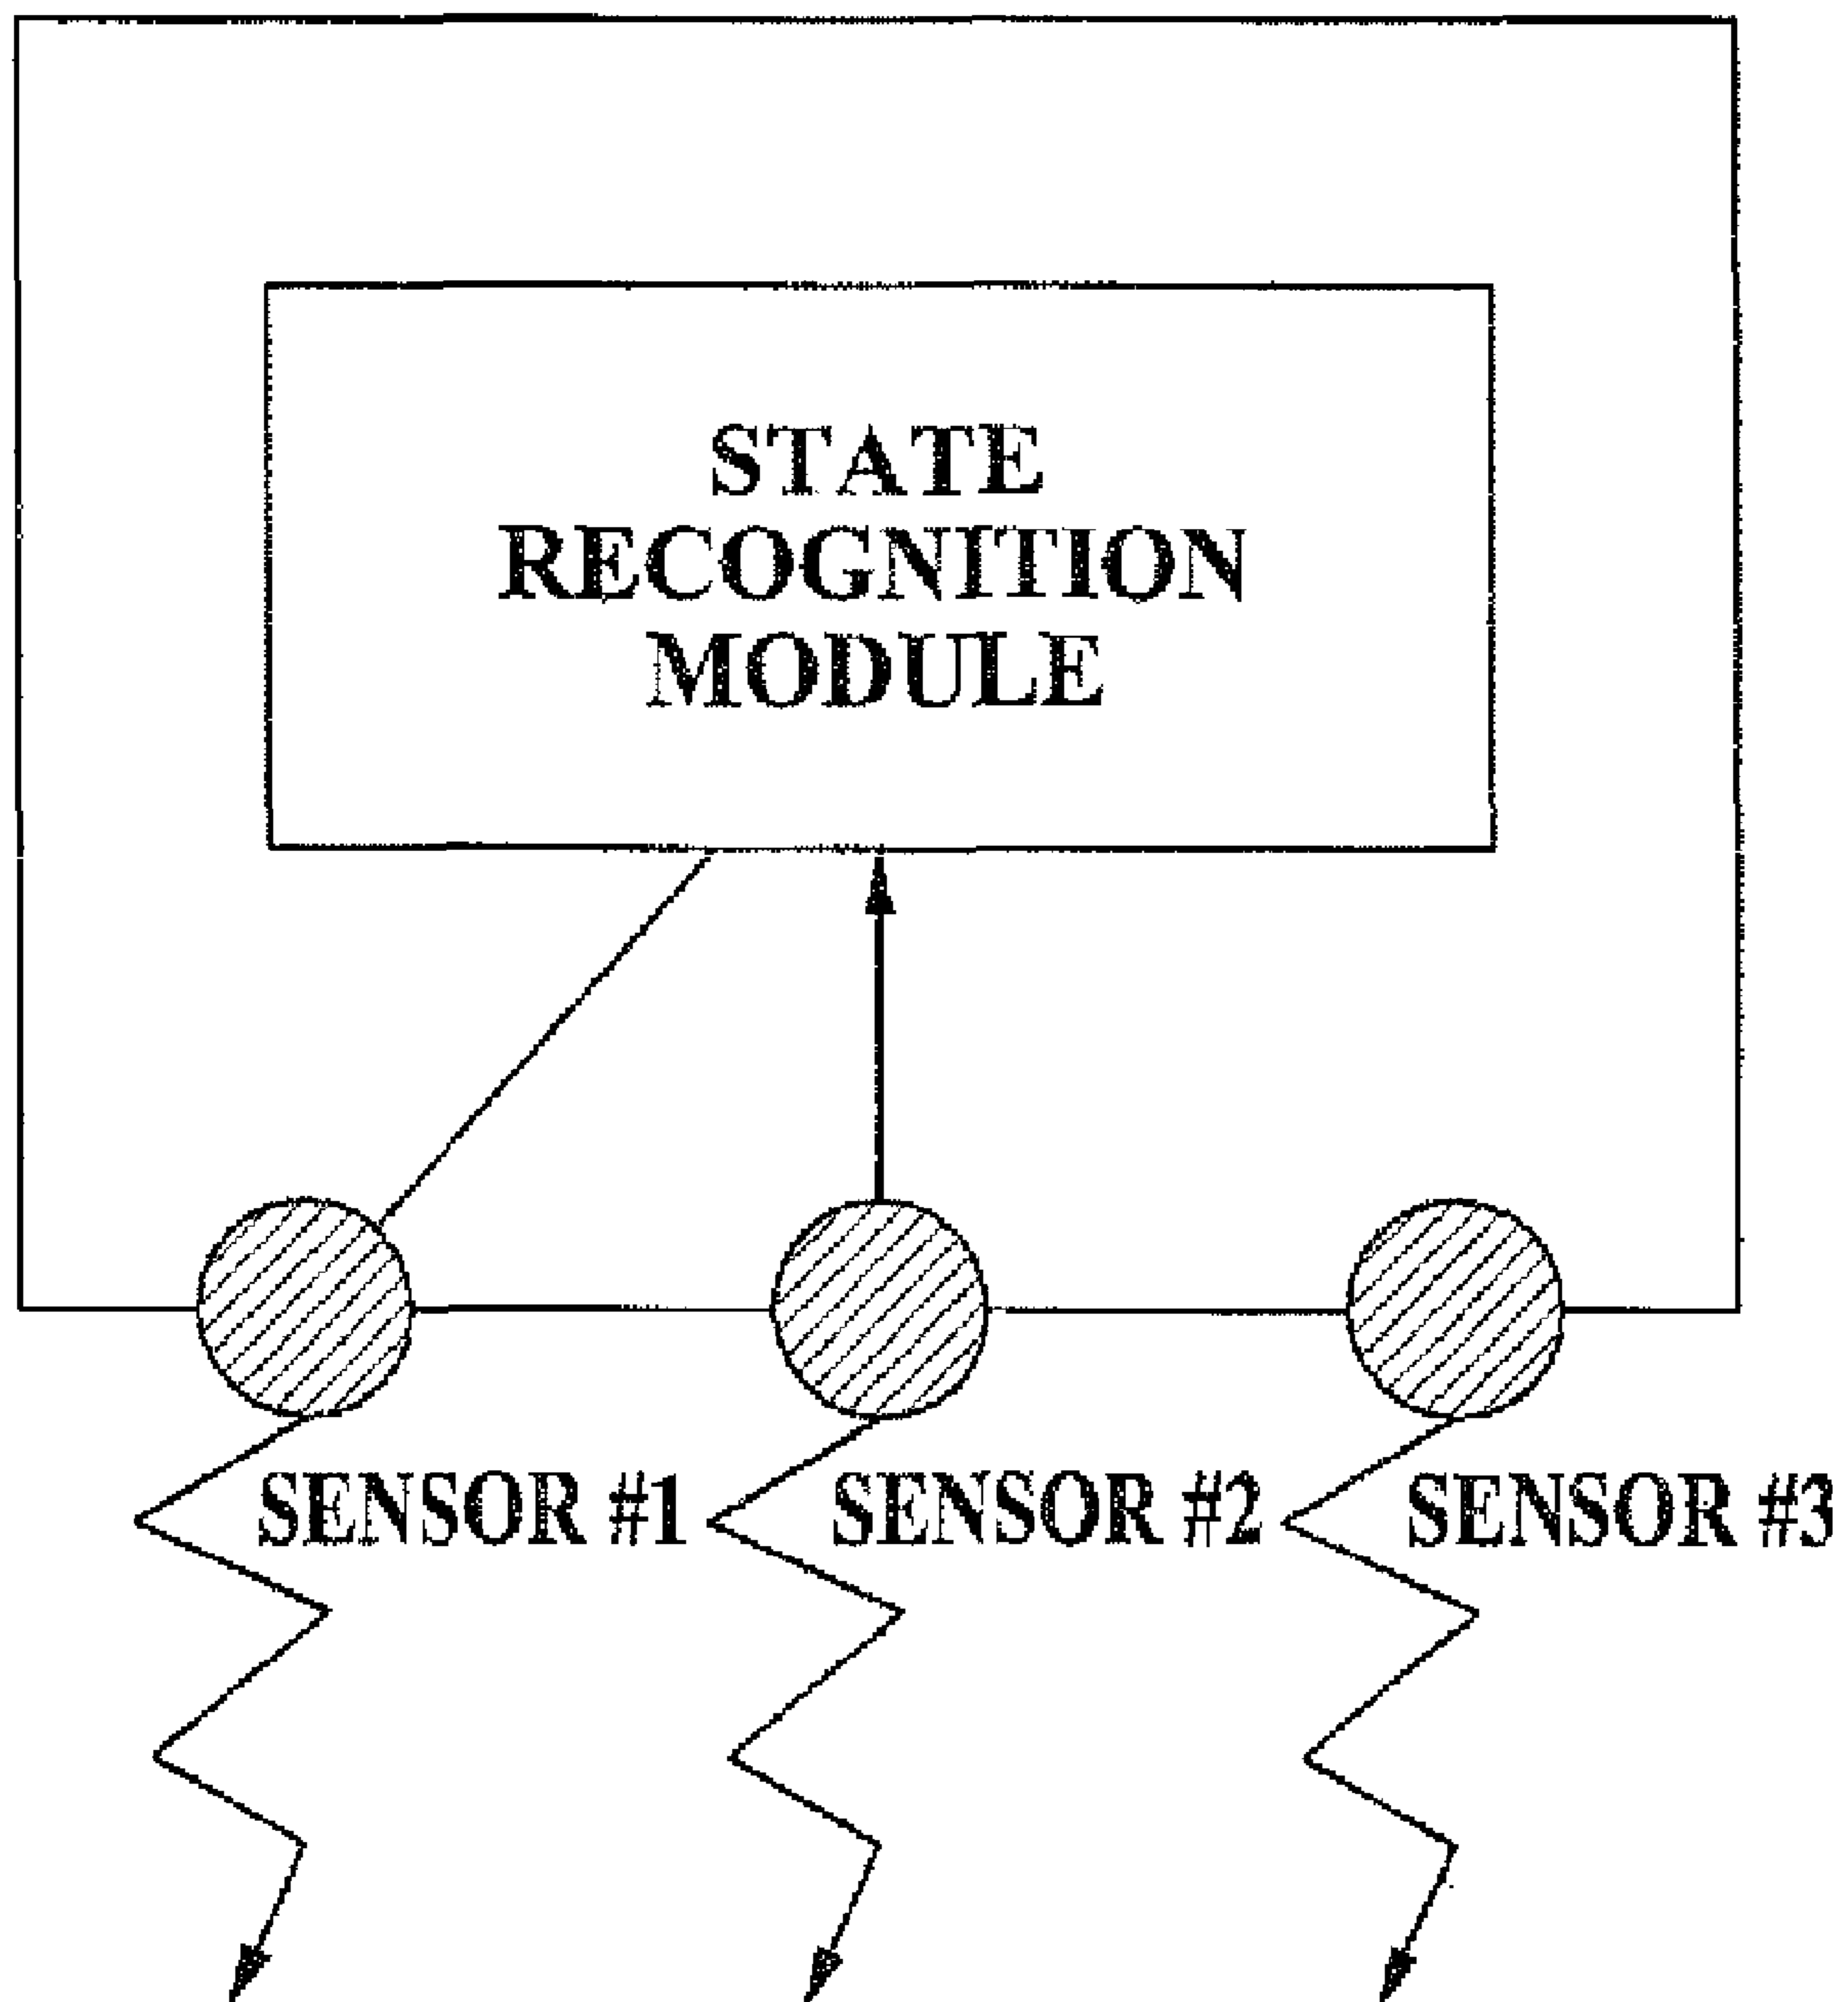 STATE
RECOGNITION
MODULE
SENSOR #1
SENSOR #2
SENSOR #3